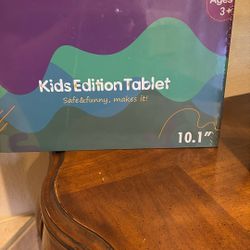 Ages
3+
Kids Edition Tablet
Safe&funny, makes it!
10.1"